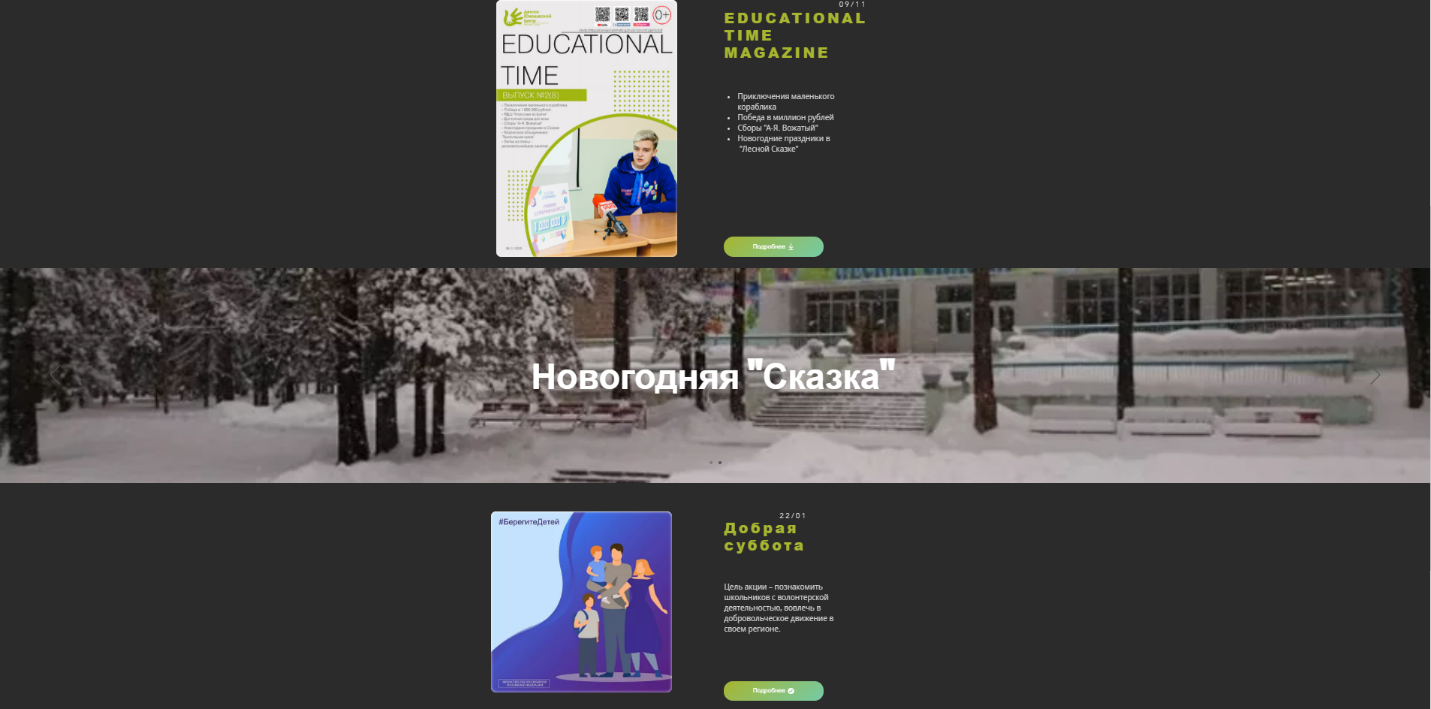 09/11
EDUCATIONAL
TIME
MAGAZINE
0+
EDUCATIONAL
TIME
ВЫПУСК №2(8)
• Приключения маленького
кораблика
• Победа в миллион рублей
• Сборы "А-Я. Вожатый"
• Новогодние праздники в
"Лесной Сказке"
Подробнее
Новогодняя "Сказка"
#БерегитеДетей
22/01
Добрая
суббота
Цель акции – познакомить
школьников с волонтерской
деятельностью, вовлечь в
добровольческое движение в
своем регионе.
Подробнее